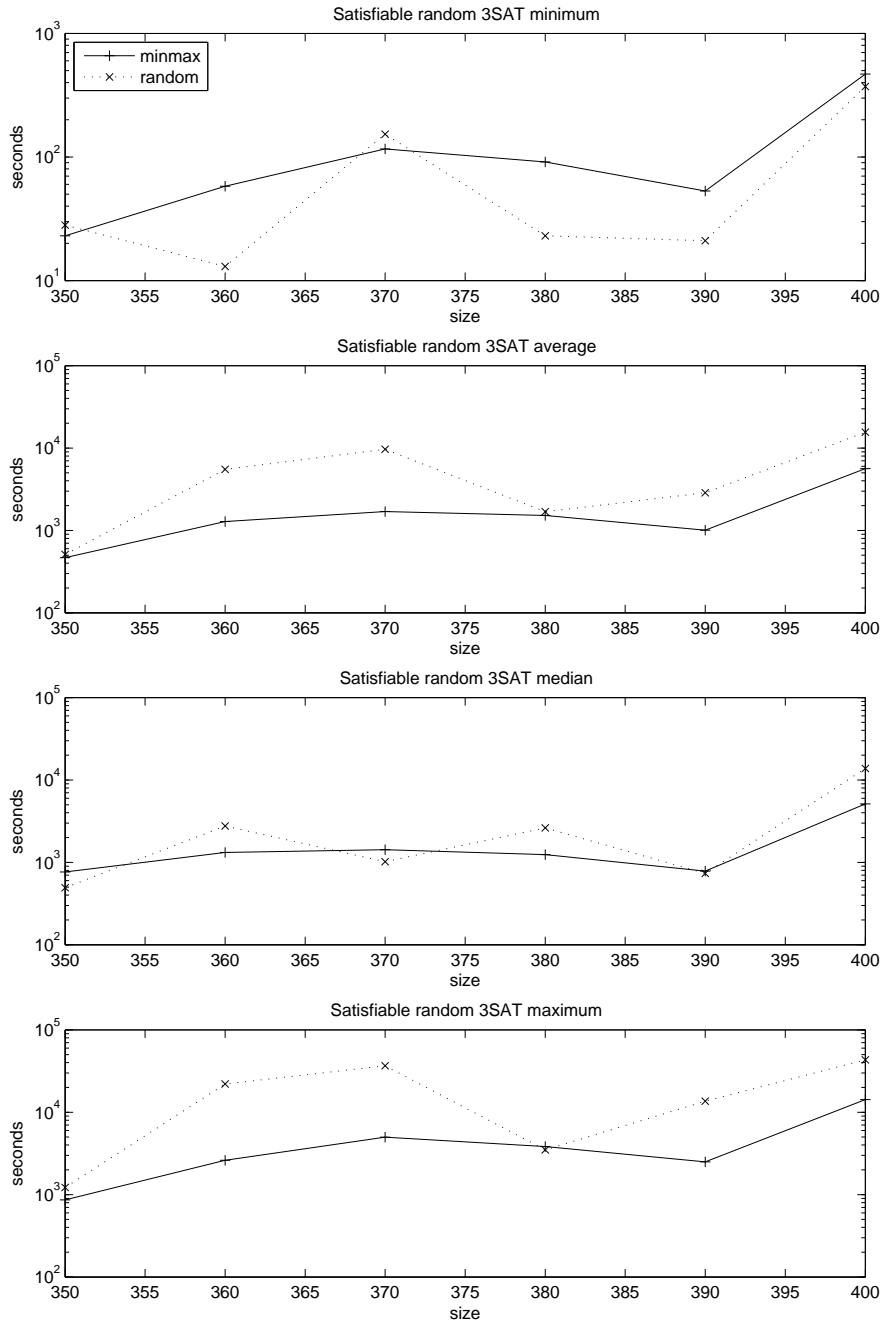 Satisfiable random 3SAT minimum
10^3
minmax
random
10^2
seconds
10^1
350 355 360 365 370 375 380 385 390 395 400
size
Satisfiable random 3SAT average
10^5
10^4
seconds
10^3
10^2
350 355 360 365 370 375 380 385 390 395 400
size
Satisfiable random 3SAT median
10^5
10^4
seconds
10^3
10^2
350 355 360 365 370 375 380 385 390 395 400
size
Satisfiable random 3SAT maximum
10^5
10^4
seconds
10^3
10^2
350 355 360 365 370 375 380 385 390 395 400
size